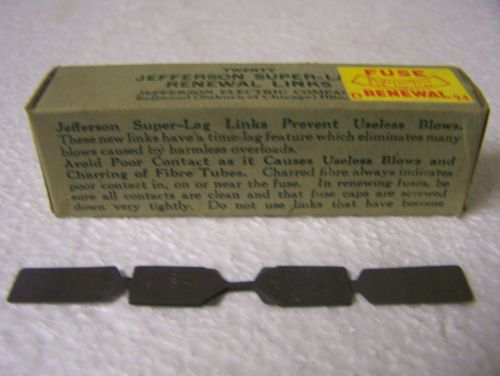 TWENTY
JEFFERSON SUPER-LA
RENEWAL LINKS
JEFFERSON ELECTRIC COMPAN
FUSE
RENEWAL
Jefferson Super-Lag Links Prevent Useless Blows.
These new links have a time-lag feature which eliminates many
blows caused by harmless overloads.
Avoid Poor Contact as it Causes Useless Blows and
Charring of Fibre Tubes. Charred fibre always indicates
poor contact in, on or near the fuse. In renewing fuses, be
sure all contacts are clean and that fuse caps are screwed
down very tightly. Do not use links that have become